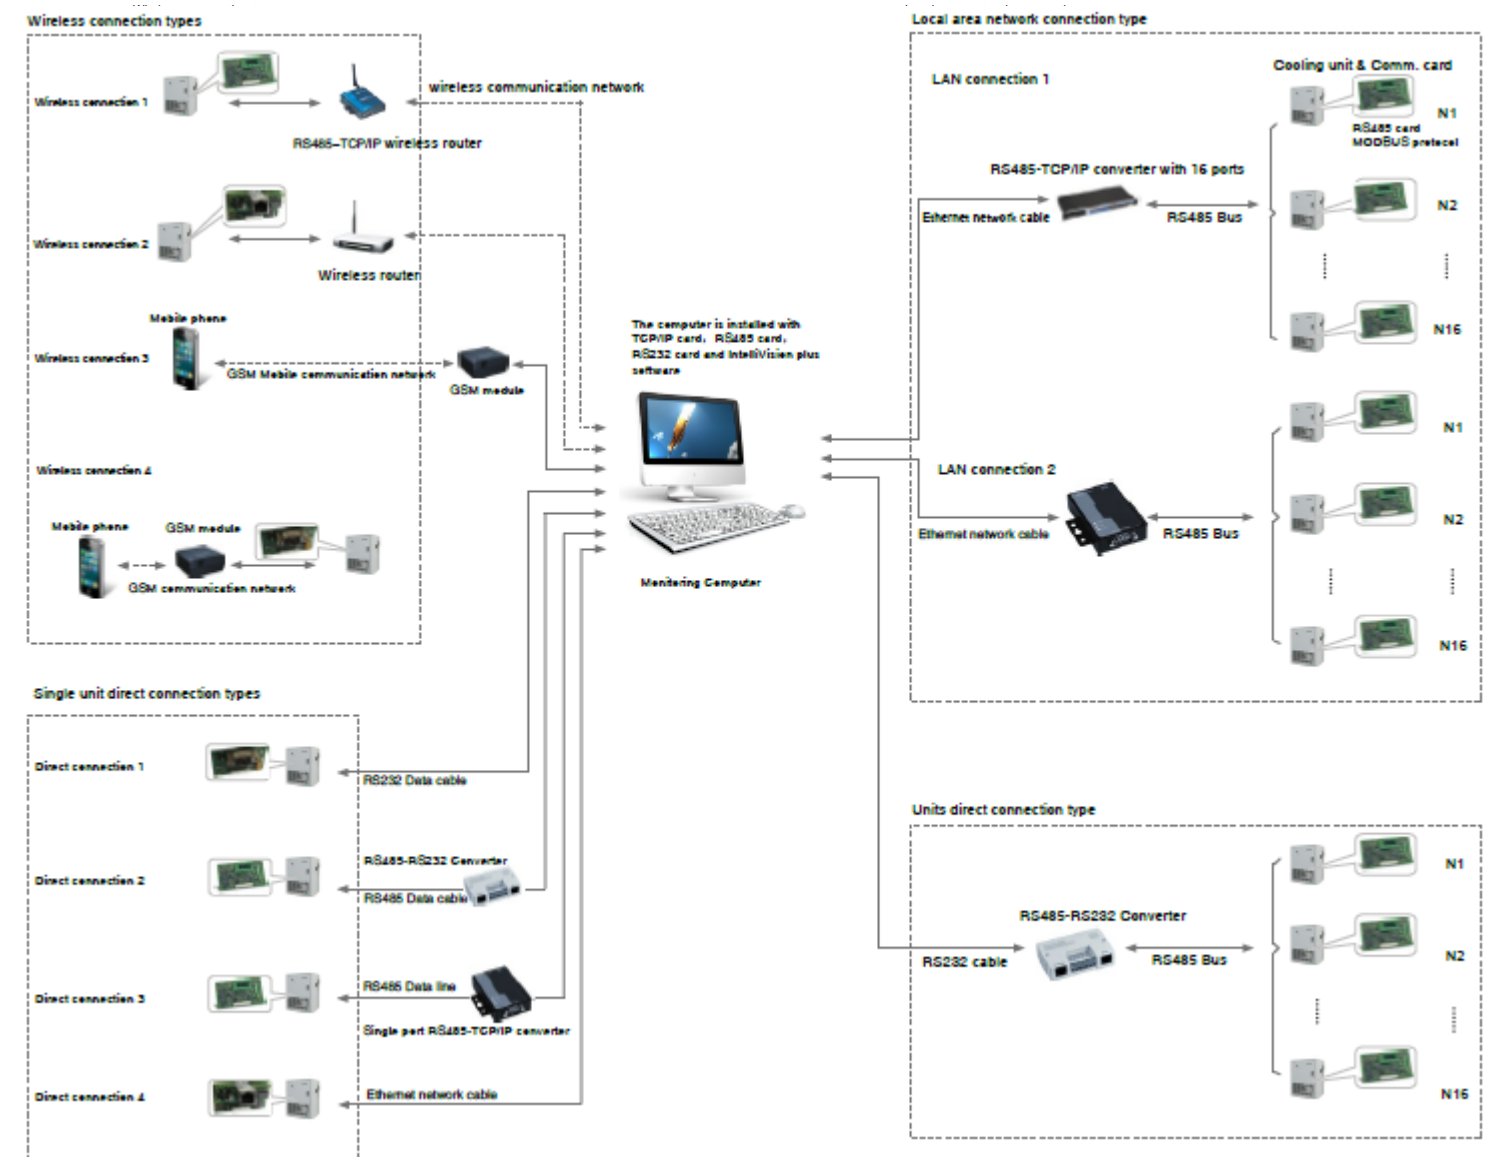 Wireless connection types
Wireless connection 1
RS485–TCP/IP wireless router
wireless communication network
Wireless connection 2
Wireless router
Mobile phone
Wireless connection 3
GSM Mobile communication network
GSM module
Wireless connection 4
Mobile phone
GSM module
GSM communication network
The computer is installed with
TCP/IP card, RS485 card,
RS232 card and IntelliVision plus
software
Monitoring Computer
Single unit direct connection types
Direct connection 1
RS232 Data cable
Direct connection 2
RS485-RS232 Converter
RS485 Data cable
Direct connection 3
RS485 Data line
Single port RS485-TCP/IP converter
Direct connection 4
Ethernet network cable
Local area network connection type
LAN connection 1
Cooling unit & Comm. card
N1
RS485 card
MODBUS protocol
RS485-TCP/IP converter with 16 ports
Ethernet network cable
RS485 Bus
N2
N16
LAN connection 2
Ethernet network cable
RS485 Bus
N1
N2
N16
Units direct connection type
RS485-RS232 Converter
RS232 cable
RS485 Bus
N1
N2
N16